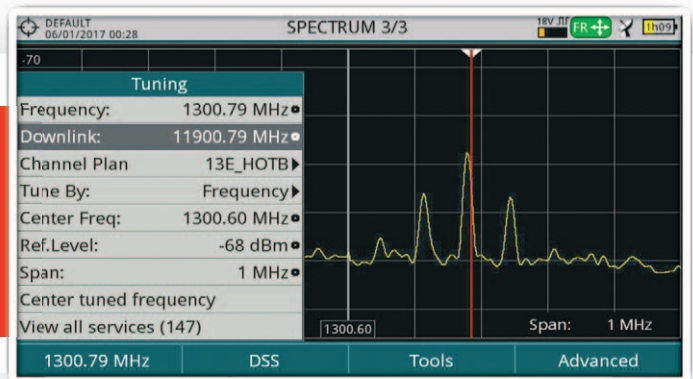 DEFAULT
06/01/2017 00:28
SPECTRUM 3/3
18V
FR
1h09
-70
Tuning
Frequency: 1300.79 MHz
Downlink: 11900.79 MHz
Channel Plan 13E_HOTB
Tune By: Frequency
Center Freq: 1300.60 MHz
Ref.Level: -68 dBm
Span: 1 MHz
Center tuned frequency
View all services (147)
1300.60
Span: 1 MHz
1300.79 MHz DSS Tools Advanced